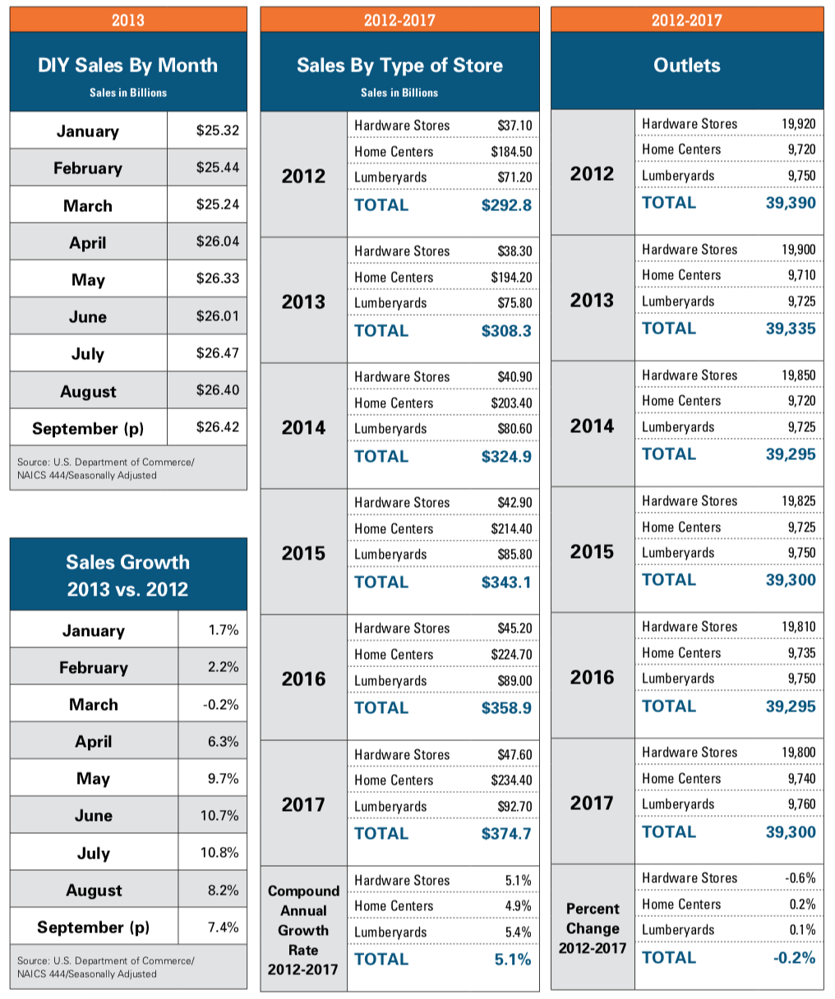 2013
DIY Sales By Month
Sales in Billions
January $25.32
February $25.44
March $25.24
April $26.04
May $26.33
June $26.01
July $26.47
August $26.40
September (p) $26.42
Source: U.S. Department of Commerce/
NAICS 444/Seasonally Adjusted
Sales Growth
2013 vs. 2012
January 1.7%
February 2.2%
March -0.2%
April 6.3%
May 9.7%
June 10.7%
July 10.8%
August 8.2%
September (p) 7.4%
Source: U.S. Department of Commerce/
NAICS 444/Seasonally Adjusted
2012-2017
Sales By Type of Store
Sales in Billions
2012
Hardware Stores $37.10
Home Centers $184.50
Lumberyards $71.20
TOTAL $292.8
2013
Hardware Stores $38.30
Home Centers $194.20
Lumberyards $75.80
TOTAL $308.3
2014
Hardware Stores $40.90
Home Centers $203.40
Lumberyards $80.60
TOTAL $324.9
2015
Hardware Stores $42.90
Home Centers $214.40
Lumberyards $85.80
TOTAL $343.1
2016
Hardware Stores $45.20
Home Centers $224.70
Lumberyards $89.00
TOTAL $358.9
2017
Hardware Stores $47.60
Home Centers $234.40
Lumberyards $92.70
TOTAL $374.7
Compound
Annual
Growth
Rate
2012-2017
Hardware Stores 5.1%
Home Centers 4.9%
Lumberyards 5.4%
TOTAL 5.1%
2012-2017
Outlets
2012
Hardware Stores 19,920
Home Centers 9,720
Lumberyards 9,750
TOTAL 39,390
2013
Hardware Stores 19,900
Home Centers 9,710
Lumberyards 9,725
TOTAL 39,335
2014
Hardware Stores 19,850
Home Centers 9,720
Lumberyards 9,725
TOTAL 39,295
2015
Hardware Stores 19,825
Home Centers 9,725
Lumberyards 9,750
TOTAL 39,300
2016
Hardware Stores 19,810
Home Centers 9,735
Lumberyards 9,750
TOTAL 39,295
2017
Hardware Stores 19,800
Home Centers 9,740
Lumberyards 9,760
TOTAL 39,300
Percent
Change
2012-2017
Hardware Stores -0.6%
Home Centers 0.2%
Lumberyards 0.1%
TOTAL -0.2%